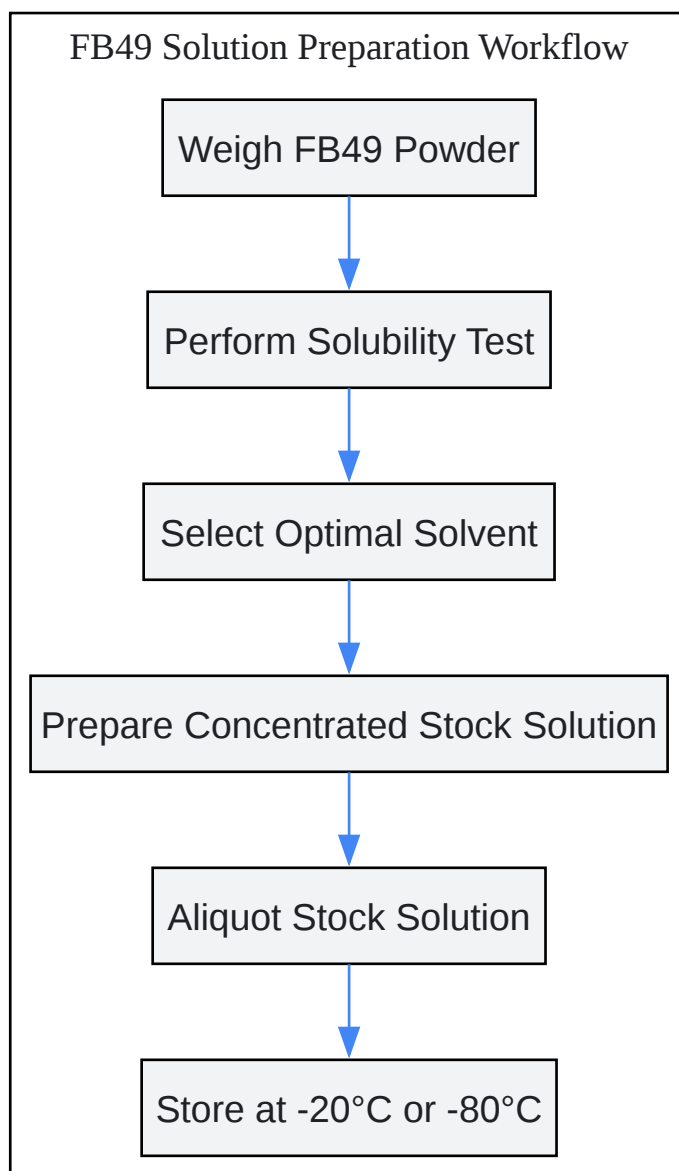 FB49 Solution Preparation Workflow
Weigh FB49 Powder
Perform Solubility Test
Select Optimal Solvent
Prepare Concentrated Stock Solution
Aliquot Stock Solution
Store at -20°C or -80°C